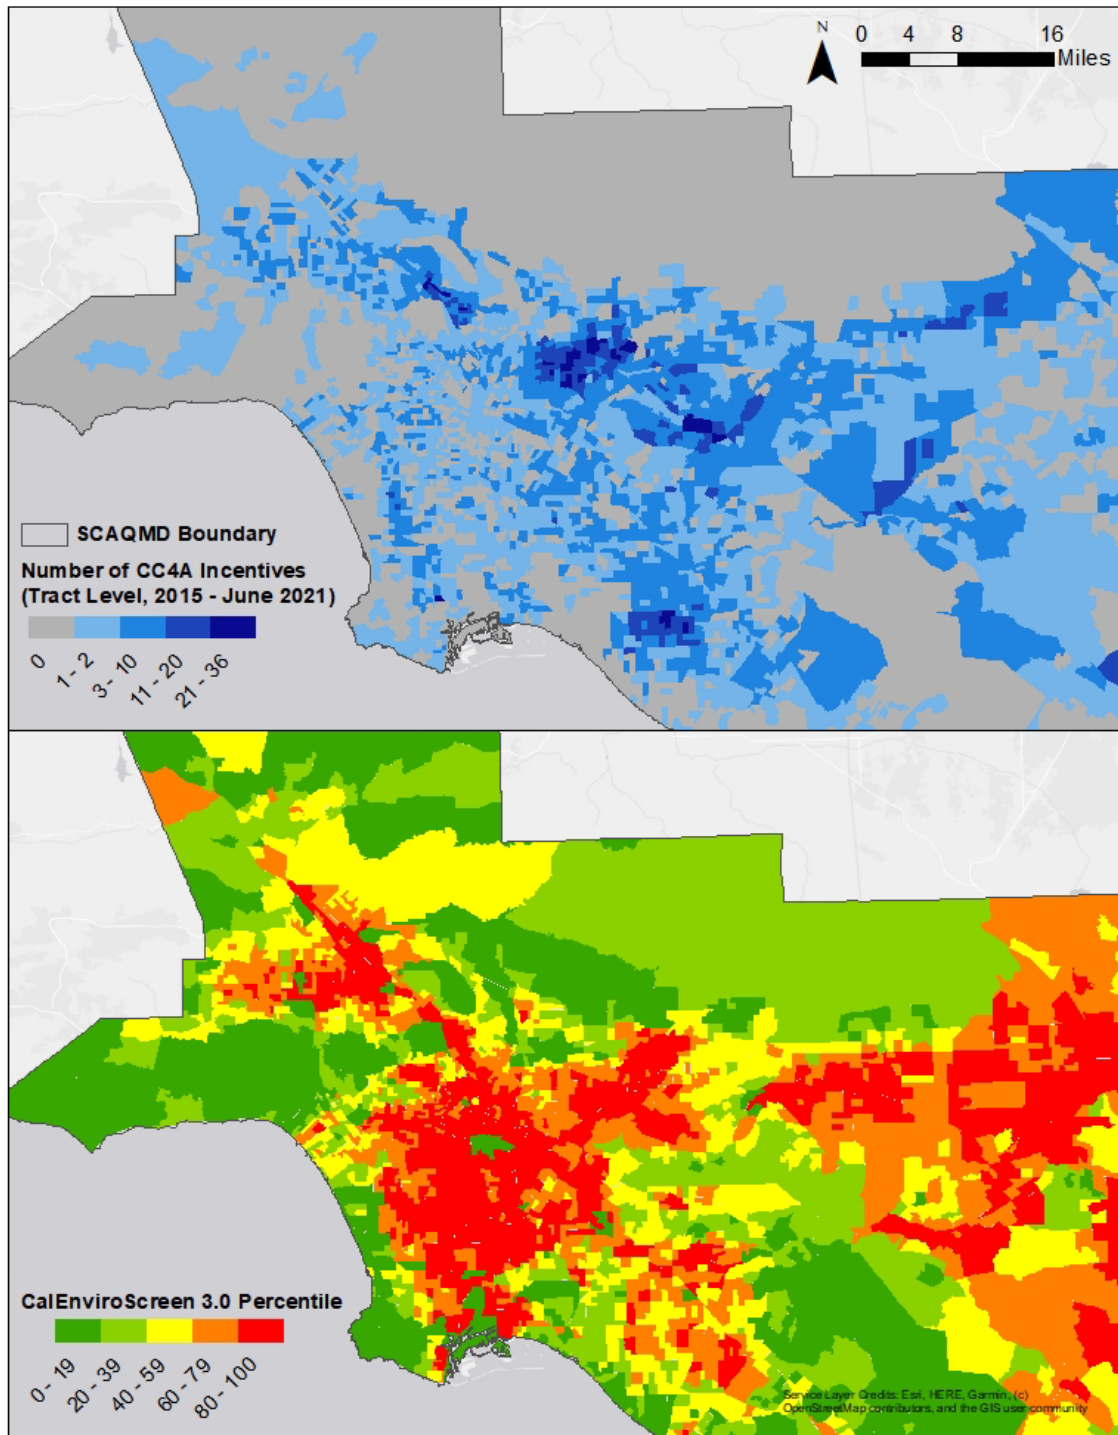 N
0 4 8 16
Miles
SCAQMD Boundary
Number of CC4A Incentives
(Tract Level, 2015 - June 2021)
0
1 - 2
3 - 10
11 - 20
21 - 36
CalEnviroScreen 3.0 Percentile
0 - 19
20 - 39
40 - 59
60 - 79
80 - 100
Service Layer Credits: Esri, HERE, Garmin, (c)
OpenStreetMap contributors, and the GIS user community